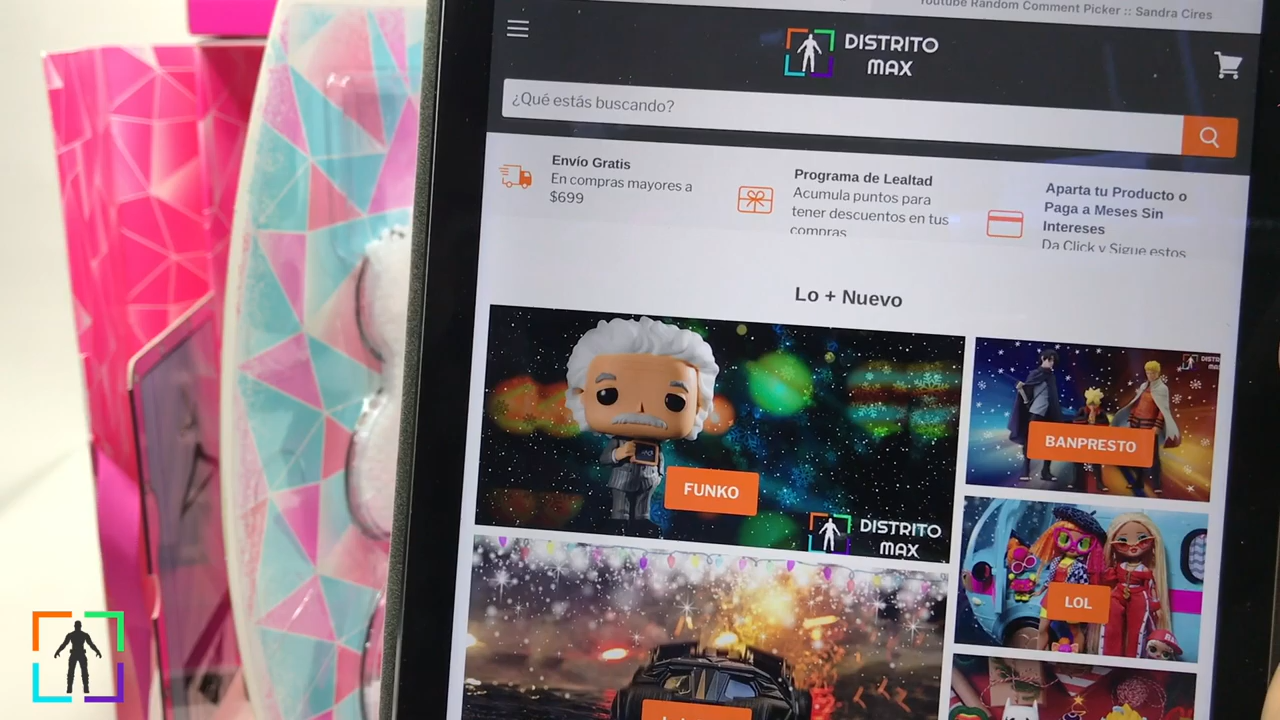 Youtube Random Comment Picker :: Sandra Cires
DISTRITO
MAX
¿Qué estás buscando?
Envío Gratis
En compras mayores a
$699
Programa de Lealtad
Acumula puntos para
tener descuentos en tus
compras.
Aparta tu Producto o
Paga a Meses Sin
Intereses
Da Click y Sigue estos
Lo + Nuevo
FUNKO
DISTRITO
MAX
BANPRESTO
LOL